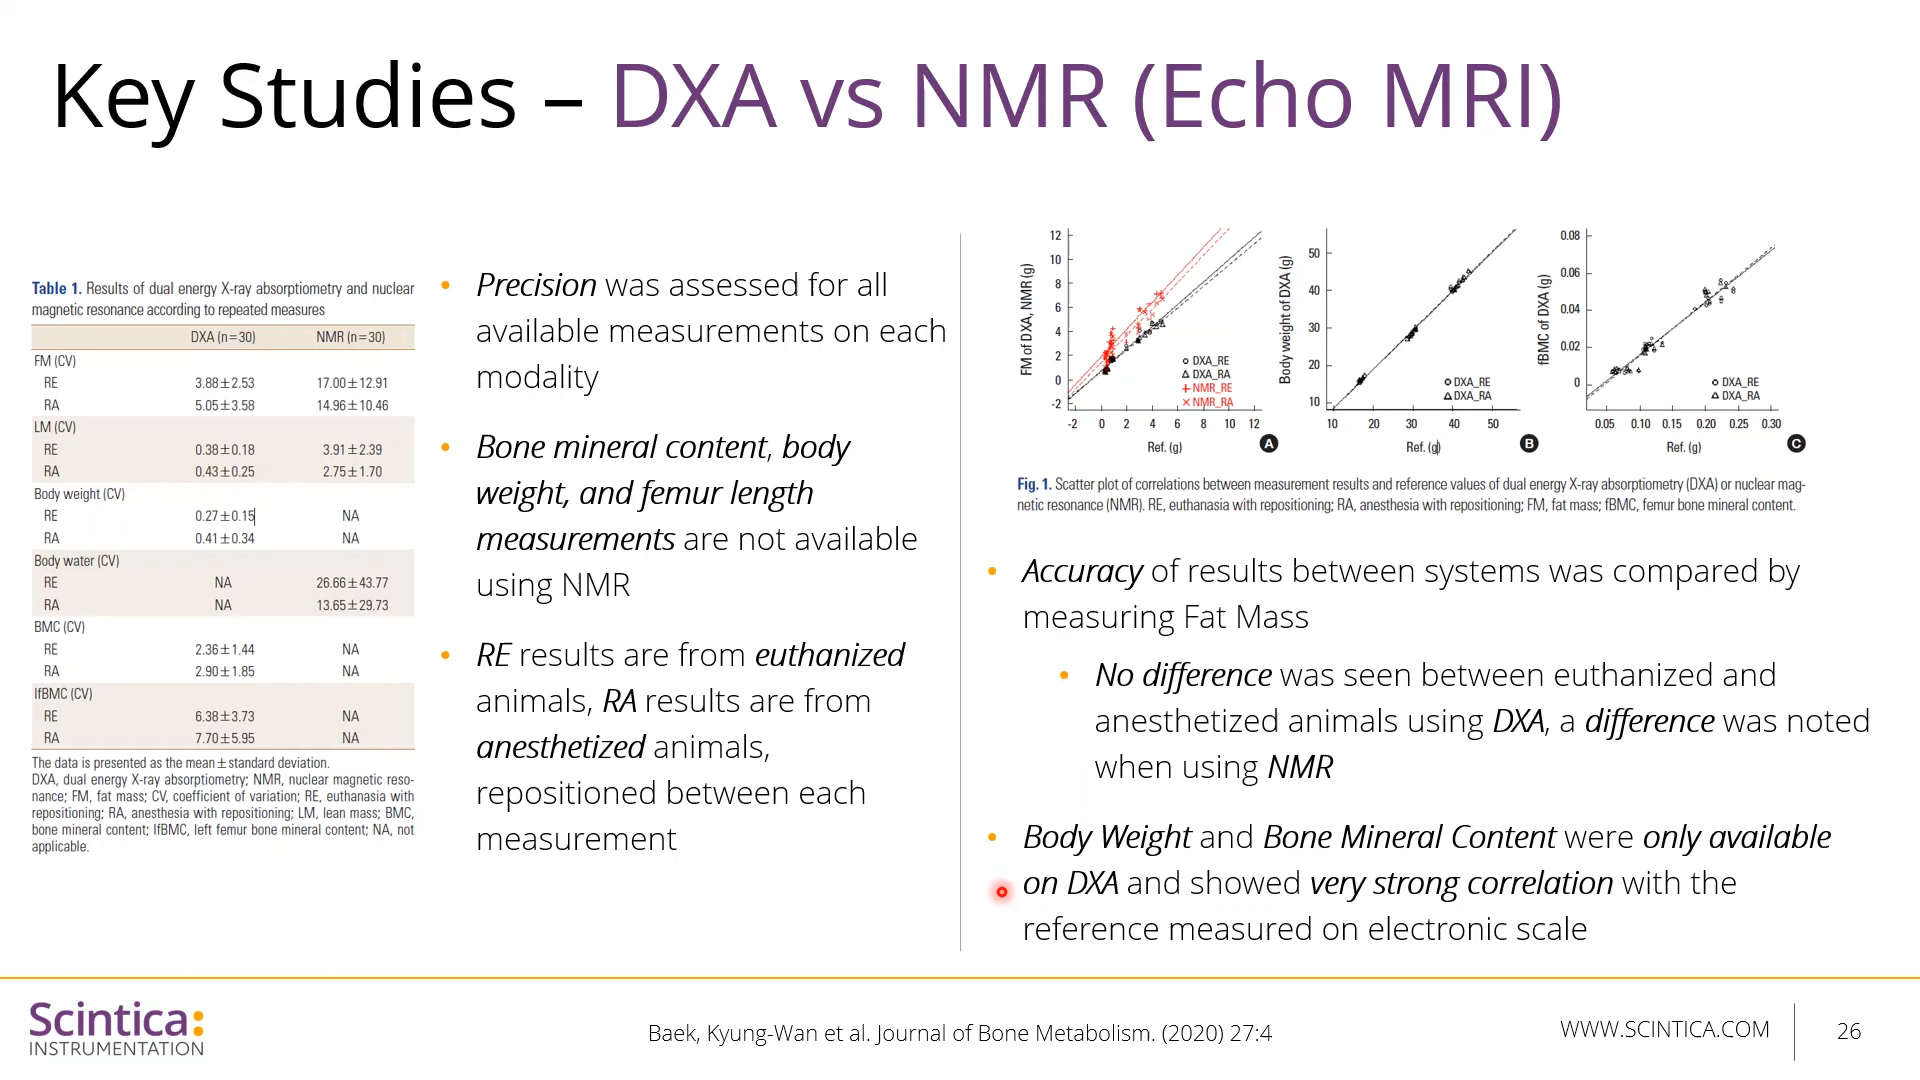 Key Studies – DXA vs NMR (Echo MRI)
Table 1. Results of dual energy X-ray absorptiometry and nuclear
magnetic resonance according to repeated measures
DXA (n=30) NMR (n=30)
FM (CV)
RE 3.88±2.53 17.00±12.91
RA 5.05±3.58 14.96±10.46
LM (CV)
RE 0.38±0.18 3.91±2.39
RA 0.43±0.25 2.75±1.70
Body weight (CV)
RE 0.27±0.15 NA
RA 0.41±0.34 NA
Body water (CV)
RE NA 26.66±43.77
RA NA 13.65±29.73
BMC (CV)
RE 2.36±1.44 NA
RA 2.90±1.85 NA
lfBMC (CV)
RE 6.38±3.73 NA
RA 7.70±5.95 NA
The data is presented as the mean±standard deviation.
DXA, dual energy X-ray absorptiometry; NMR, nuclear magnetic reso-
nance; FM, fat mass; CV, coefficient of variation; RE, euthanasia with
repositioning; RA, anesthesia with repositioning; LM, lean mass; BMC,
bone mineral content; lfBMC, left femur bone mineral content; NA, not
applicable.
• Precision was assessed for all
available measurements on each
modality
• Bone mineral content, body
weight, and femur length
measurements are not available
using NMR
• RE results are from euthanized
animals, RA results are from
anesthetized animals,
repositioned between each
measurement
FM of DXA, NMR (g)
12
10
8
6
4
2
0
-2
-2 0 2 4 6 8 10 12
Ref. (g)
DXA_RE
DXA_RA
NMR_RE
NMR_RA
A
Body weight of DXA (g)
50
40
30
20
10
10 20 30 40 50
Ref. (g)
DXA_RE
DXA_RA
B
fBMC of DXA (g)
0.08
0.06
0.04
0.02
0
0.05 0.10 0.15 0.20 0.25 0.30
Ref. (g)
DXA_RE
DXA_RA
C
Fig. 1. Scatter plot of correlations between measurement results and reference values of dual energy X-ray absorptiometry (DXA) or nuclear mag-
netic resonance (NMR). RE, euthanasia with repositioning; RA, anesthesia with repositioning; FM, fat mass; fBMC, femur bone mineral content.
• Accuracy of results between systems was compared by
measuring Fat Mass
• No difference was seen between euthanized and
anesthetized animals using DXA, a difference was noted
when using NMR
• Body Weight and Bone Mineral Content were only available
on DXA and showed very strong correlation with the
reference measured on electronic scale
Scintica:
INSTRUMENTATION
Baek, Kyung-Wan et al. Journal of Bone Metabolism. (2020) 27:4
WWW.SCINTICA.COM
26